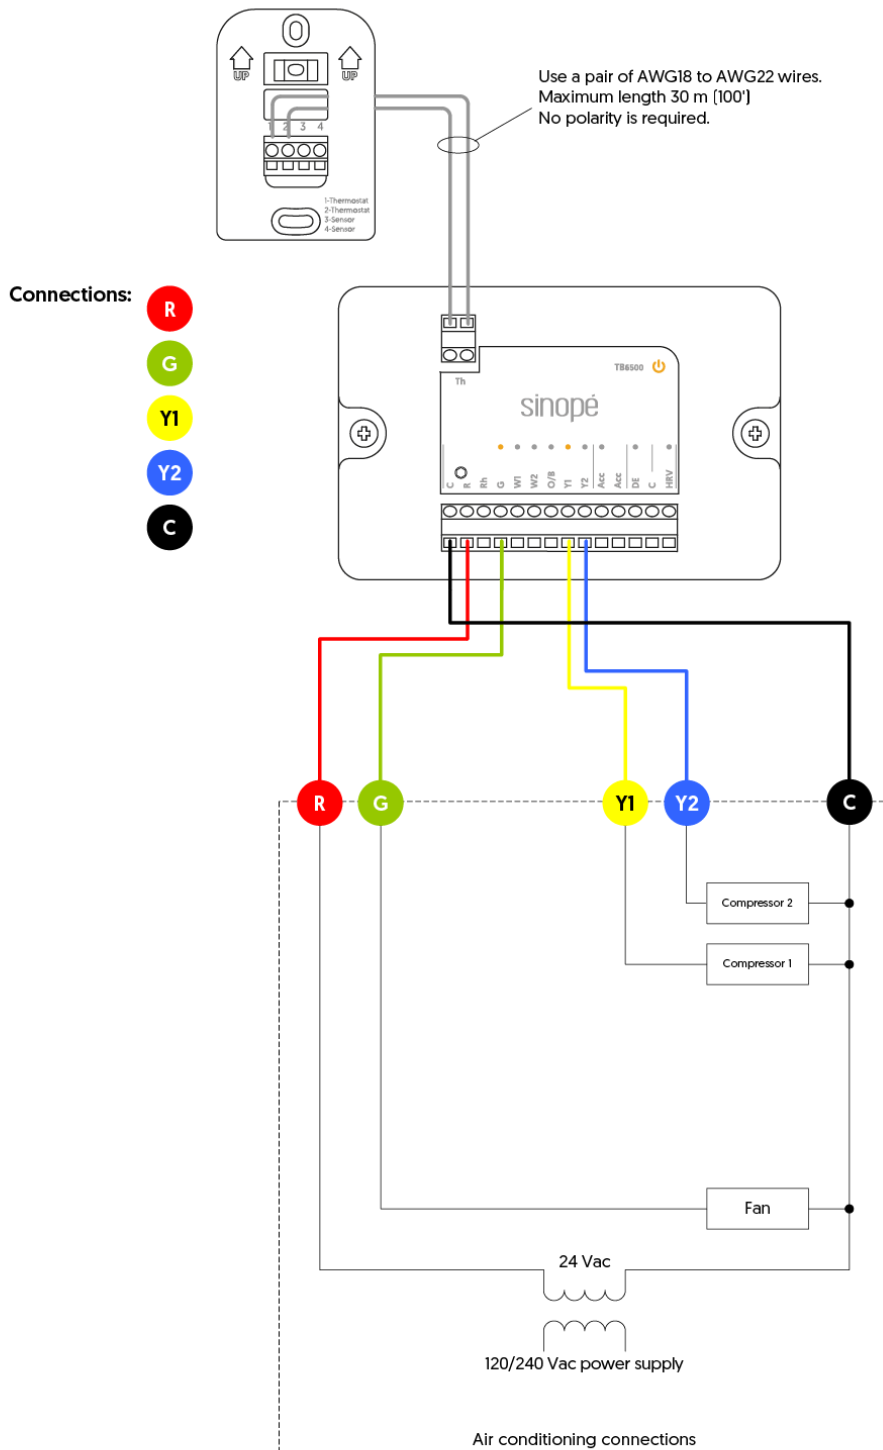 UP
UP
Use a pair of AWG18 to AWG22 wires.
Maximum length 30 m (100')
No polarity is required.
1 2 3 4
1-Thermostat
2-Thermostat
3-Sensor
4-Sensor
Connections:
R
G
Y1
Y2
C
Th
TB6500
sinopé
C R Rh G W1 W2 O/B Y1 Y2 Acc Acc DE C HRV
R G Y1 Y2 C
Compressor 2
Compressor 1
Fan
24 Vac
120/240 Vac power supply
Air conditioning connections